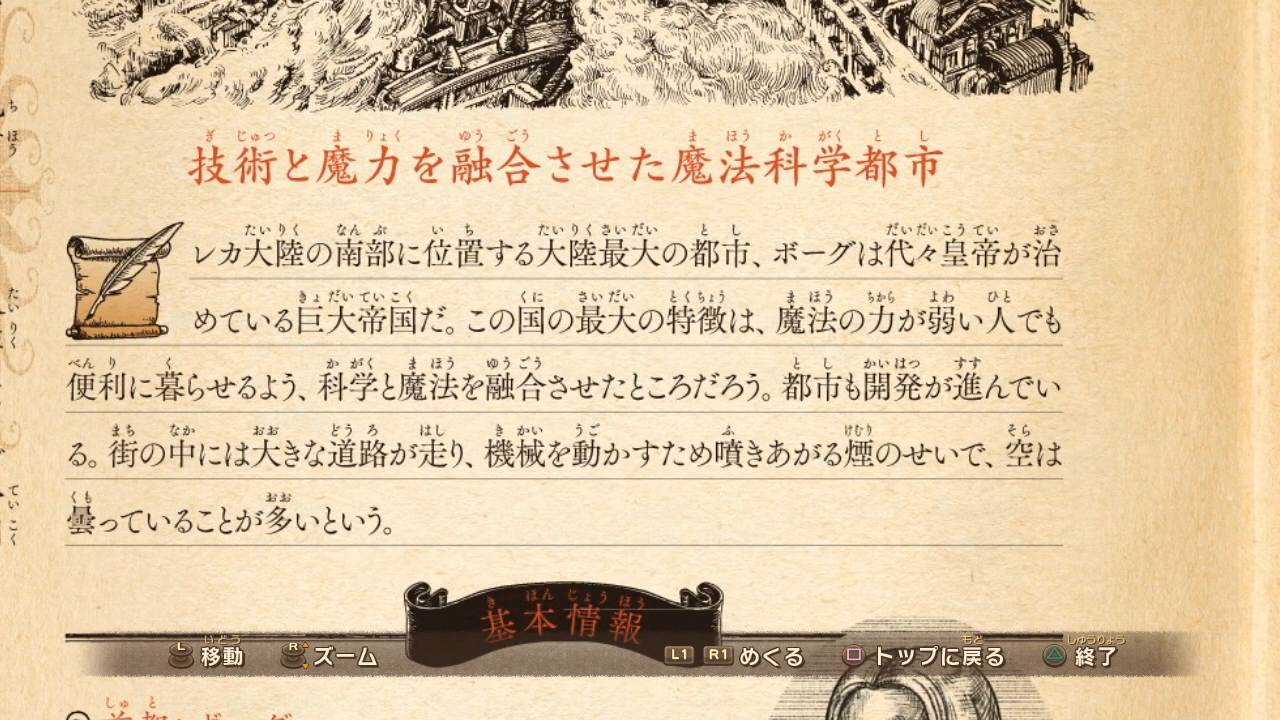 技術と魔力を融合させた魔法科学都市
レカ大陸の南部に位置する大陸最大の都市、ボーグは代々皇帝が治
めている巨大帝国だ。この国の最大の特徴は、魔法の力が弱い人でも
便利に暮らせるよう、科学と魔法を融合させたところだろう。都市も開発が進んでい
る。街の中には大きな道路が走り、機械を動かすため噴きあがる煙のせいで、空は
曇っていることが多いという。
基本情報
L 移動 R ズーム L1 R1 めくる トップに戻る 終了